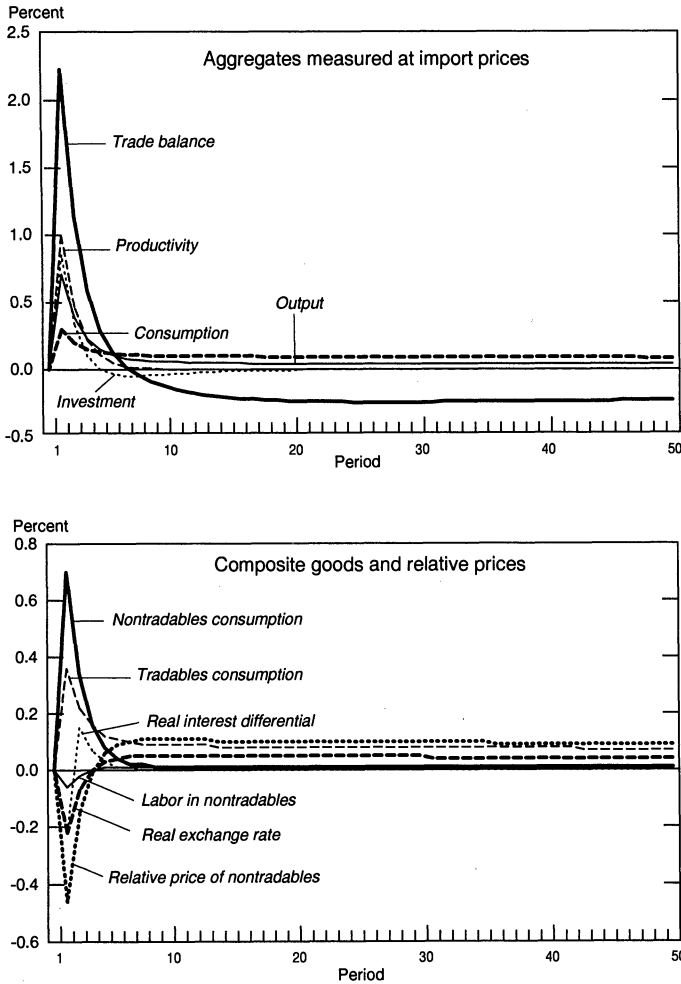 Percent
2.5
Aggregates measured at import prices
2.0
Trade balance
1.5
1.0
Productivity
0.5
Output
Consumption
0.0
Investment
-0.5
1 10 20 30 40 50
Period
Percent
0.8
Composite goods and relative prices
0.6
Nontradables consumption
0.4
Tradables consumption
0.2
Real interest differential
0.0
Labor in nontradables
-0.2
Real exchange rate
Relative price of nontradables
-0.4
-0.6
1 10 20 30 40 50
Period